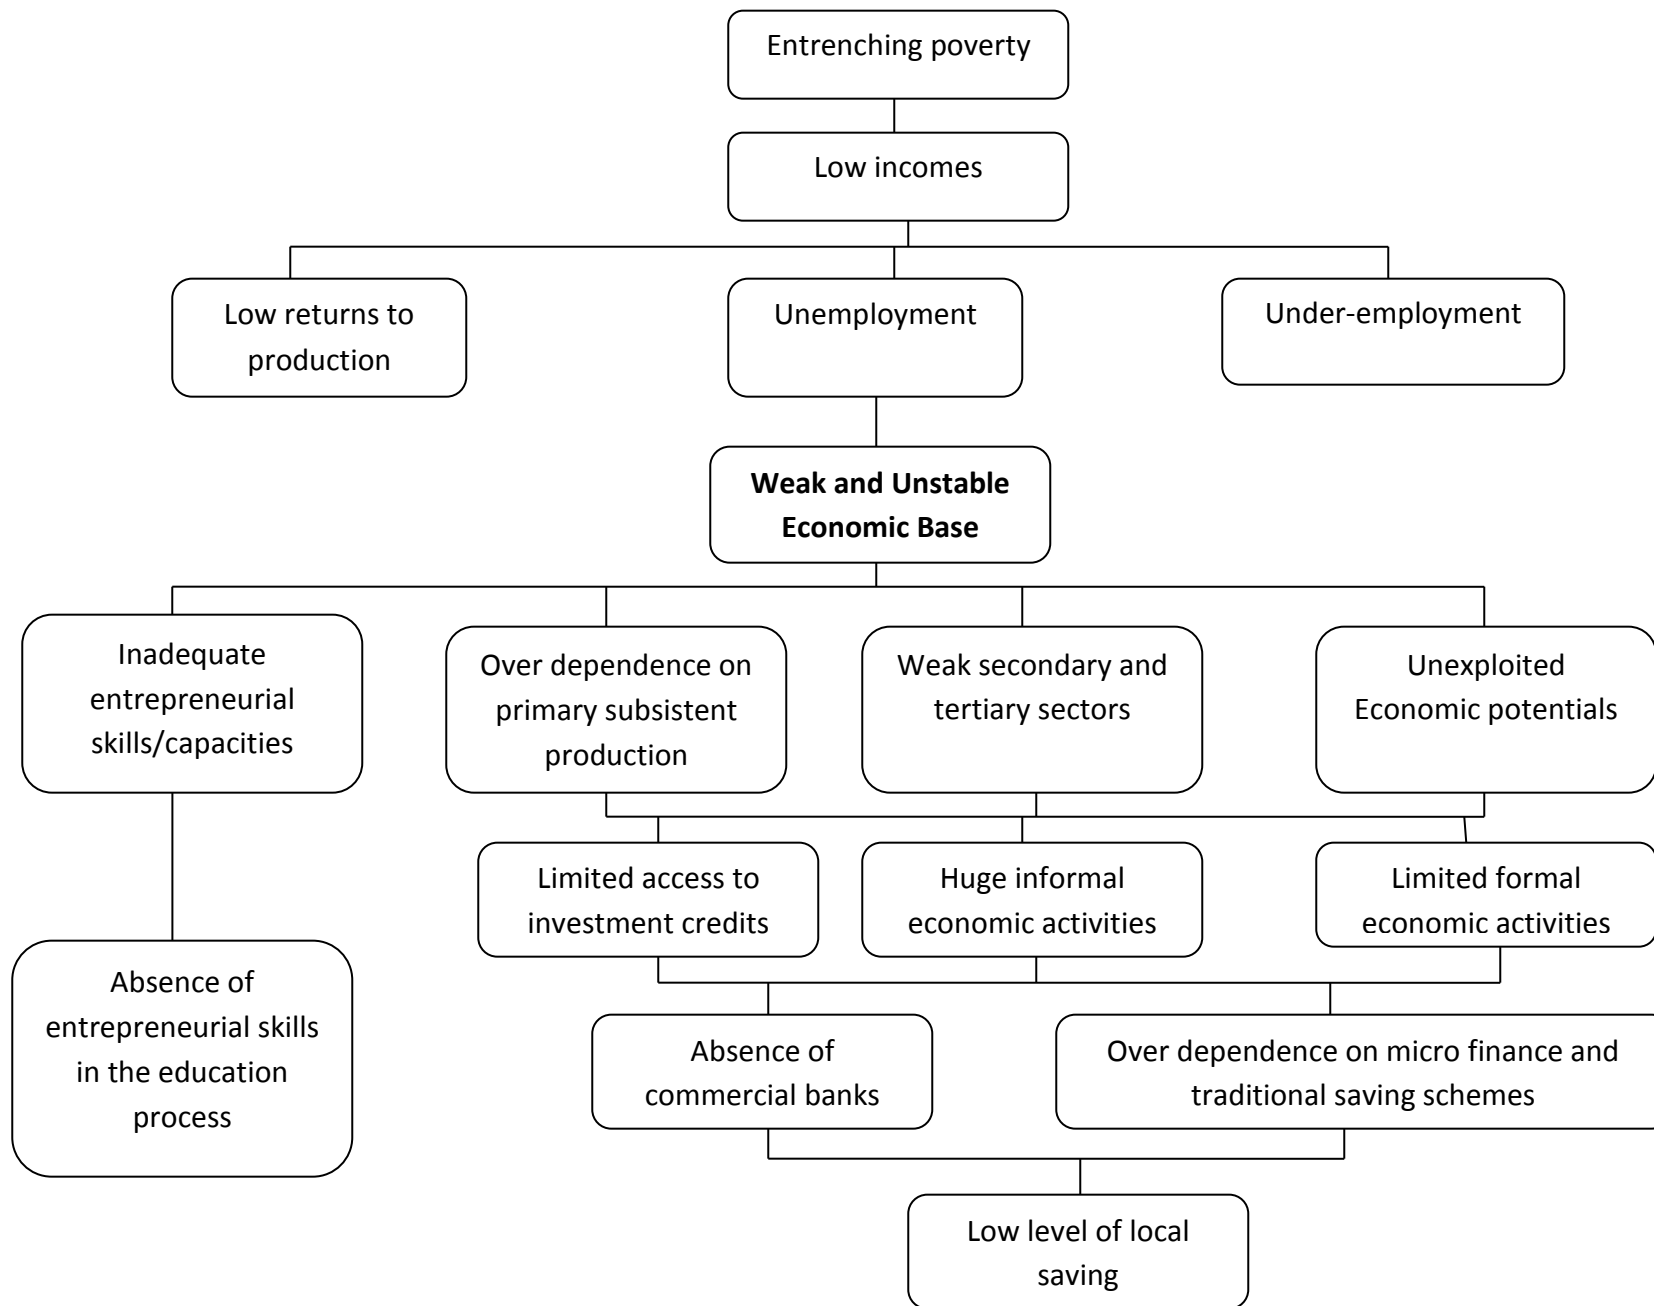 Entrenching poverty
Low incomes
Low returns to
production
Unemployment
Under-employment
Weak and Unstable
Economic Base
Inadequate
entrepreneurial
skills/capacities
Over dependence on
primary subsistent
production
Weak secondary and
tertiary sectors
Unexploited
Economic potentials
Limited access to
investment credits
Huge informal
economic activities
Limited formal
economic activities
Absence of
entrepreneurial skills
in the education
process
Absence of
commercial banks
Over dependence on micro finance and
traditional saving schemes
Low level of local
saving